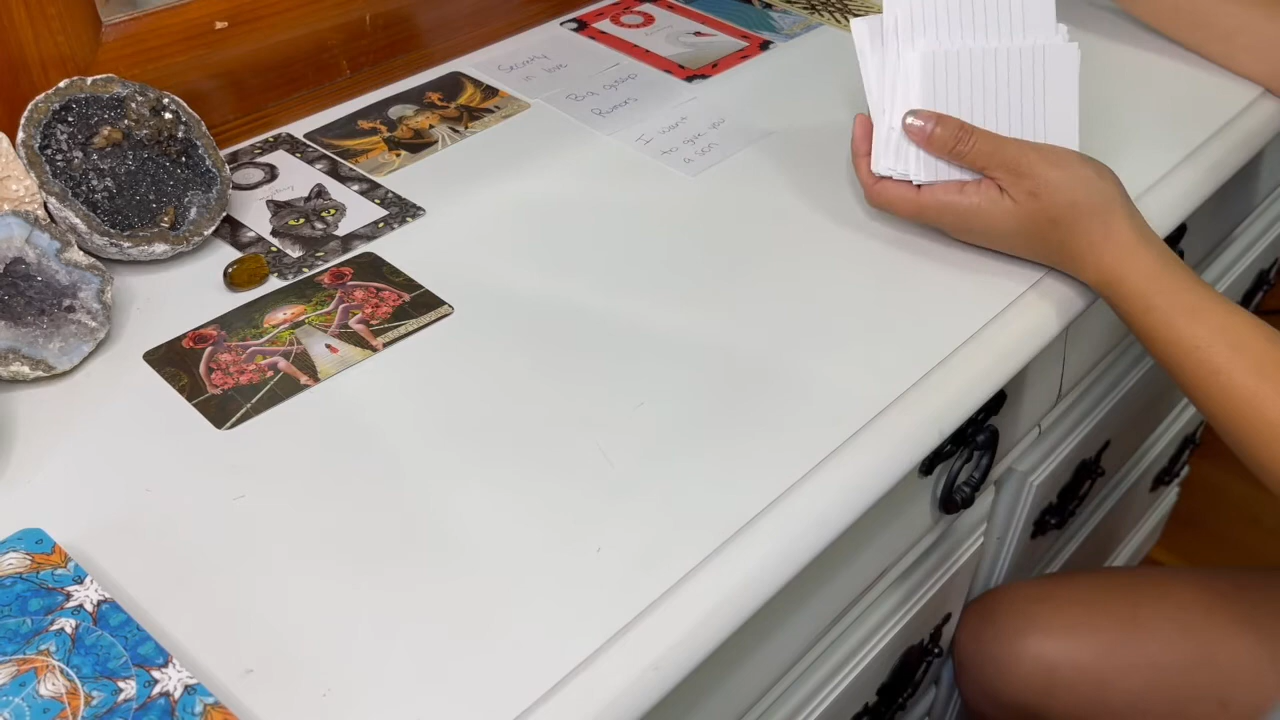 Secretly
in love
Big group
Rumors
I want
to give you
a son